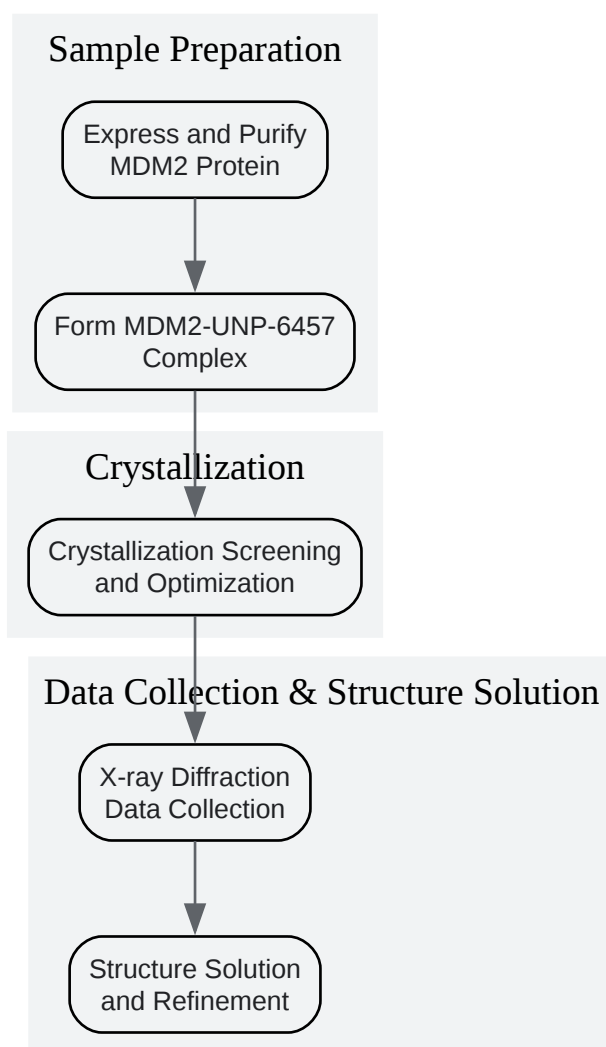 Sample Preparation
Express and Purify
MDM2 Protein
Form MDM2-UNP-6457
Complex
Crystallization
Crystallization Screening
and Optimization
Data Collection & Structure Solution
X-ray Diffraction
Data Collection
Structure Solution
and Refinement